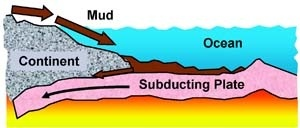 Mud
Ocean
Continent
Subducting Plate